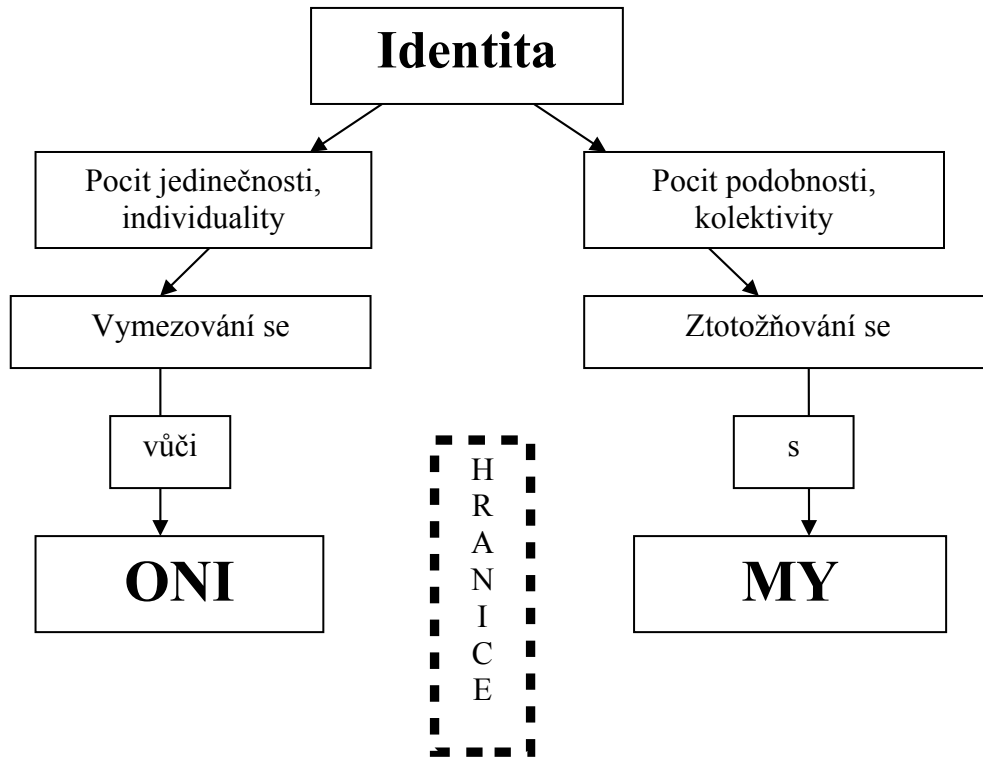 Identita
Pocit jedinečnosti,
individuality
Pocit podobnosti,
kolektivity
Vymezování se
Ztotožňování se
vůči
s
H
R
A
N
I
C
E
ONI
MY